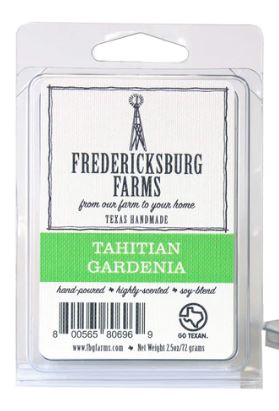 FREDERICKSBURG
FARMS
from our farm to your home
TEXAS HANDMADE
TAHITIAN
GARDENIA
hand-poured • highly-scented • soy-blend
8 00565 80696 9
GO TEXAN.
www.fbgfarms.com • Net Weight 2.5oz/72 grams